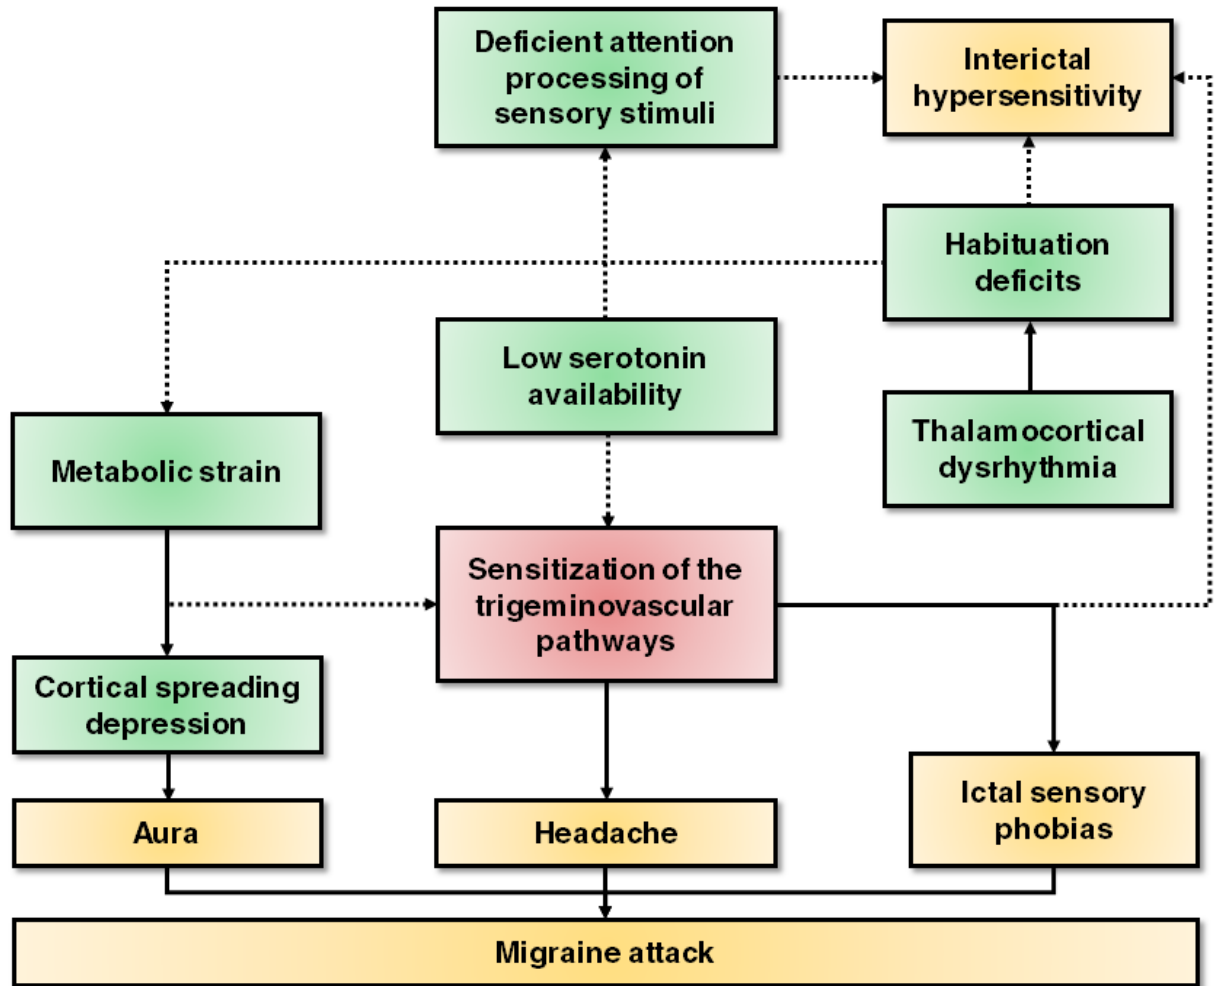 Deficient attention
processing of
sensory stimuli
Interictal
hypersensitivity
Habituation
deficits
Low serotonin
availability
Thalamocortical
dysrhythmia
Metabolic strain
Sensitization of the
trigeminovascular
pathways
Cortical spreading
depression
Aura
Headache
Ictal sensory
phobias
Migraine attack